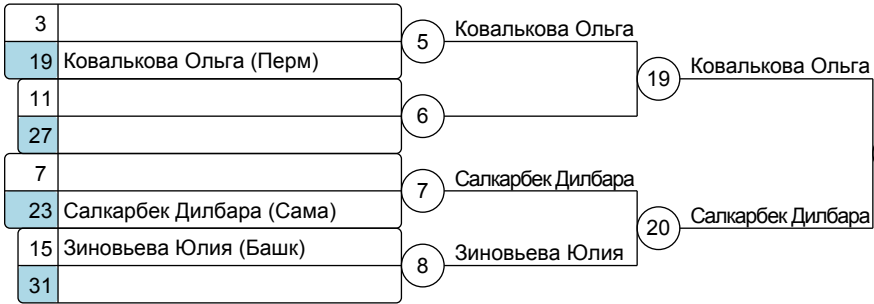 3
19 Ковалькова Ольга (Перм)
11
27
7
23 Салкарбек Дилбара (Сама)
15 Зиновьева Юлия (Башк)
31
5
Ковалькова Ольга
6
7
Салкарбек Дилбара
8
Зиновьева Юлия
19
Ковалькова Ольга
20
Салкарбек Дилбара